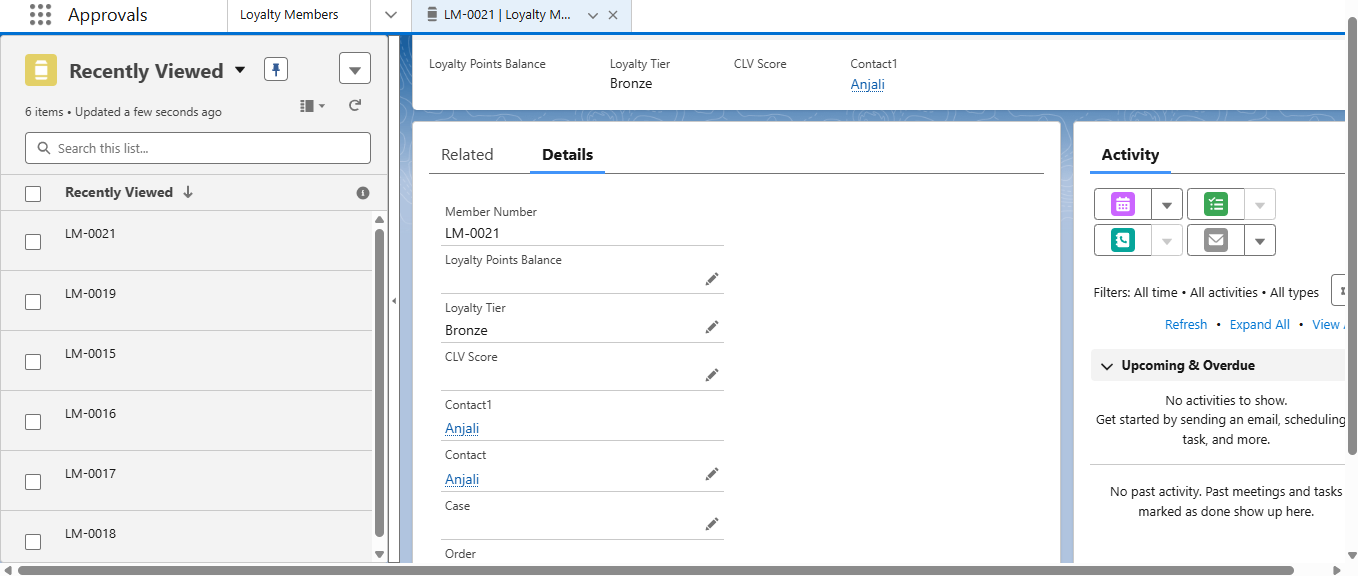 Approvals
Loyalty Members
LM-0021 | Loyalty M...
Recently Viewed
6 items • Updated a few seconds ago
Search this list...
Recently Viewed
LM-0021
LM-0019
LM-0015
LM-0016
LM-0017
LM-0018
Loyalty Points Balance
Loyalty Tier
Bronze
CLV Score
Contact1
Anjali
Related
Details
Member Number
LM-0021
Loyalty Points Balance
Loyalty Tier
Bronze
CLV Score
Contact1
Anjali
Contact
Anjali
Case
Order
Activity
Filters: All time • All activities • All types
Refresh • Expand All • View
Upcoming & Overdue
No activities to show.
Get started by sending an email, scheduling
task, and more.
No past activity. Past meetings and tasks
marked as done show up here.